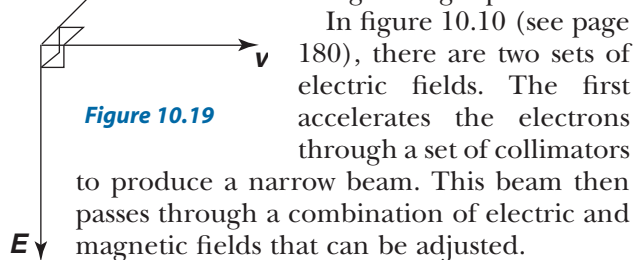 In figure 10.10 (see page
180), there are two sets of
electric fields. The first
accelerates the electrons
through a set of collimators
to produce a narrow beam. This beam then
passes through a combination of electric and
magnetic fields that can be adjusted.
v
Figure 10.19
E